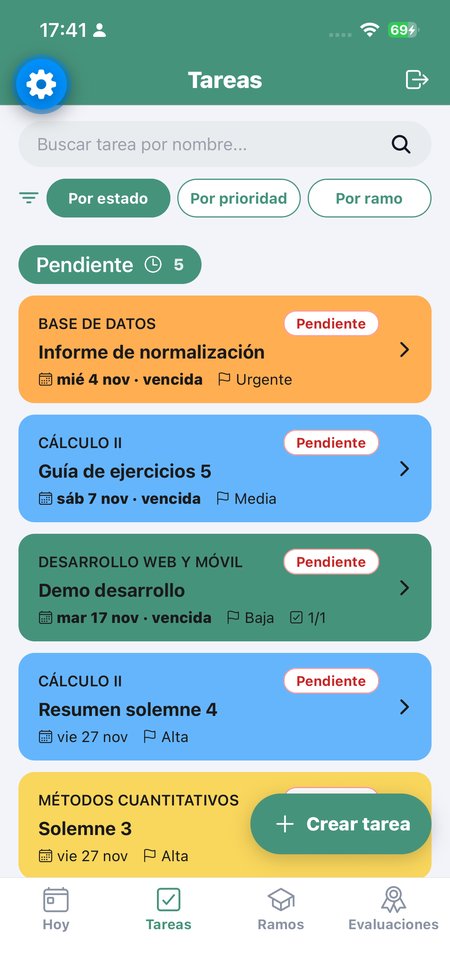 17:41
69
Tareas
Buscar tarea por nombre...
Por estado
Por prioridad
Por ramo
Pendiente 5
BASE DE DATOS
Pendiente
Informe de normalización
mié 4 nov · vencida
Urgente
CÁLCULO II
Pendiente
Guía de ejercicios 5
sáb 7 nov · vencida
Media
DESARROLLO WEB Y MÓVIL
Pendiente
Demo desarrollo
mar 17 nov · vencida
Baja
1/1
CÁLCULO II
Pendiente
Resumen solemne 4
vie 27 nov
Alta
MÉTODOS CUANTITATIVOS
Solemne 3
vie 27 nov
Alta
+ Crear tarea
Hoy
Tareas
Ramos
Evaluaciones